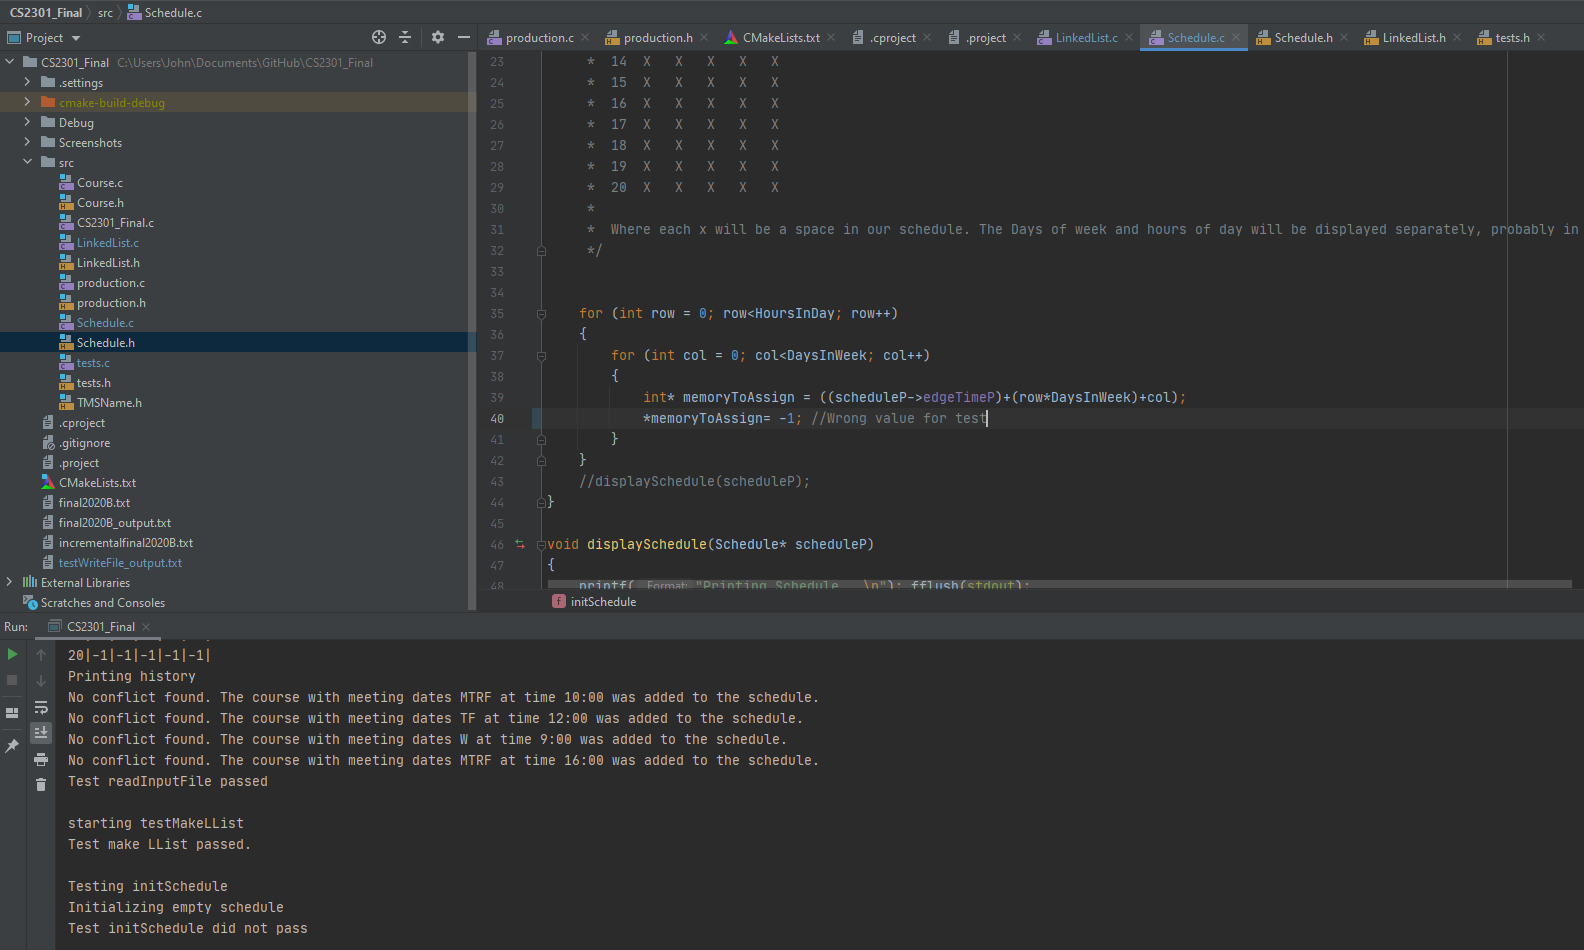 CS2301_Final src Schedule.c
Project
production.c production.h CMakeLists.txt .cproject .project LinkedList.c Schedule.c Schedule.h LinkedList.h tests.h
CS2301_Final C:\Users\John\Documents\GitHub\CS2301_Final
.settings
cmake-build-debug
Debug
Screenshots
src
Course.c
Course.h
CS2301_Final.c
LinkedList.c
LinkedList.h
production.c
production.h
Schedule.c
Schedule.h
tests.c
tests.h
TMSName.h
.cproject
.gitignore
.project
CMakeLists.txt
final2020B.txt
final2020B_output.txt
incrementalfinal2020B.txt
testWriteFile_output.txt
External Libraries
Scratches and Consoles
23 * 14 X X X X X
24 * 15 X X X X X
25 * 16 X X X X X
26 * 17 X X X X X
27 * 18 X X X X X
28 * 19 X X X X X
29 * 20 X X X X X
30 *
31 * Where each x will be a space in our schedule. The Days of week and hours of day will be displayed separately, probably in
32 */
33
34
35 for (int row = 0; row<HoursInDay; row++)
36 {
37 for (int col = 0; col<DaysInWeek; col++)
38 {
39 int* memoryToAssign = ((scheduleP->edgeTimeP)+(row*DaysInWeek)+col);
40 *memoryToAssign= -1; //Wrong value for test
41 }
42 }
43 //displaySchedule(scheduleP);
44 }
45
46 void displaySchedule(Schedule* scheduleP)
47 {
48 printf( Format: "Printing Schedule...\n"); fflush(stdout);
initSchedule
Run: CS2301_Final
20|-1|-1|-1|-1|-1|
Printing history
No conflict found. The course with meeting dates MTRF at time 10:00 was added to the schedule.
No conflict found. The course with meeting dates TF at time 12:00 was added to the schedule.
No conflict found. The course with meeting dates W at time 9:00 was added to the schedule.
No conflict found. The course with meeting dates MTRF at time 16:00 was added to the schedule.
Test readInputFile passed
starting testMakeLList
Test make LList passed.
Testing initSchedule
Initializing empty schedule
Test initSchedule did not pass